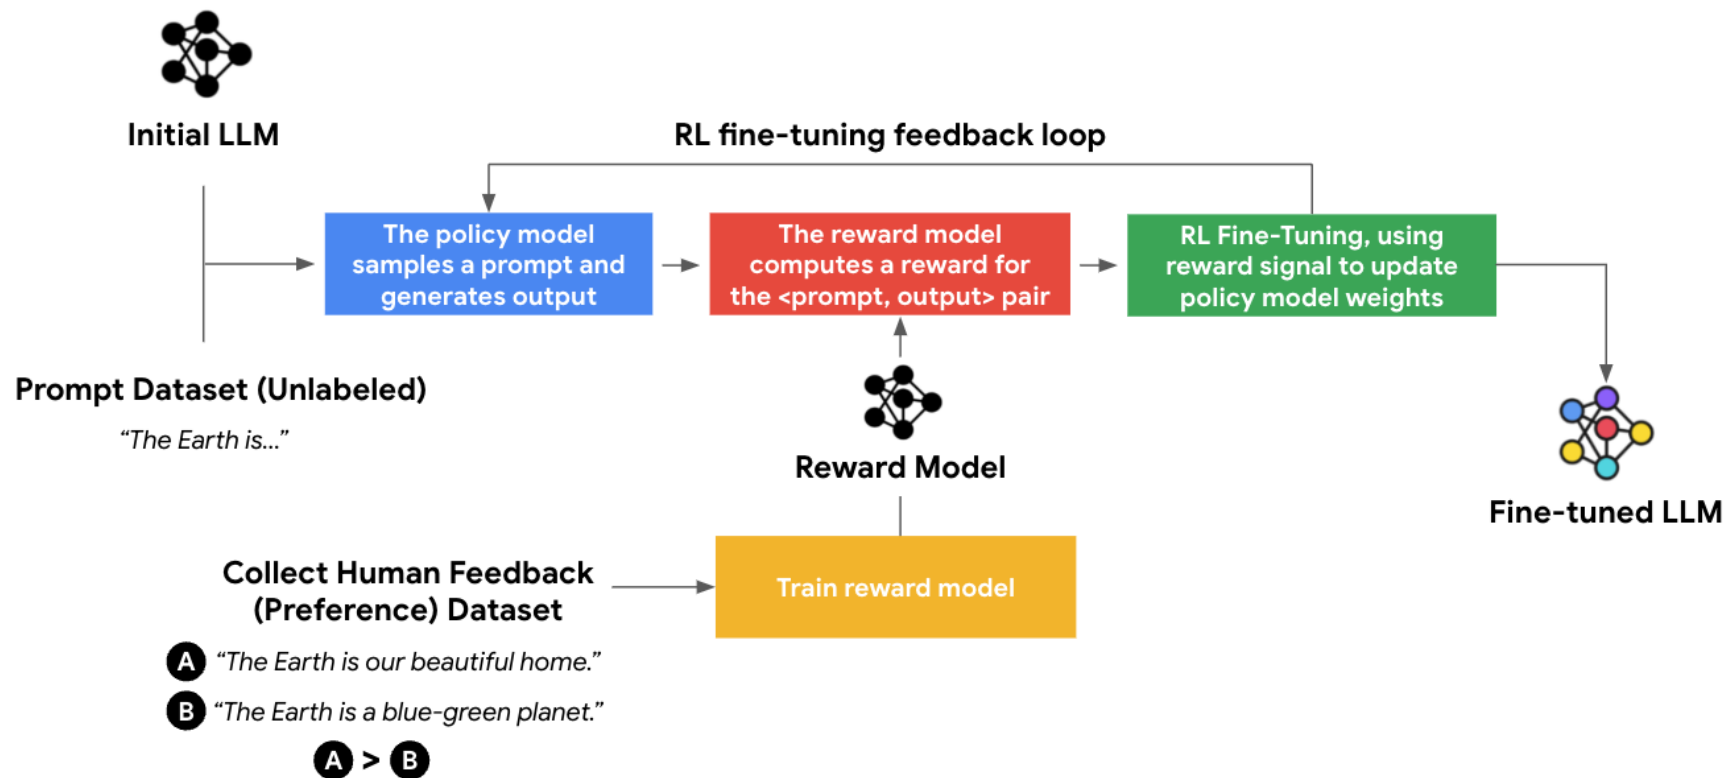 Initial LLM
RL fine-tuning feedback loop
The policy model
samples a prompt and
generates output
The reward model
computes a reward for
the <prompt, output> pair
RL Fine-Tuning, using
reward signal to update
policy model weights
Prompt Dataset (Unlabeled)
“The Earth is...”
Reward Model
Fine-tuned LLM
Collect Human Feedback
(Preference) Dataset
Train reward model
A “The Earth is our beautiful home.”
B “The Earth is a blue-green planet.”
A > B